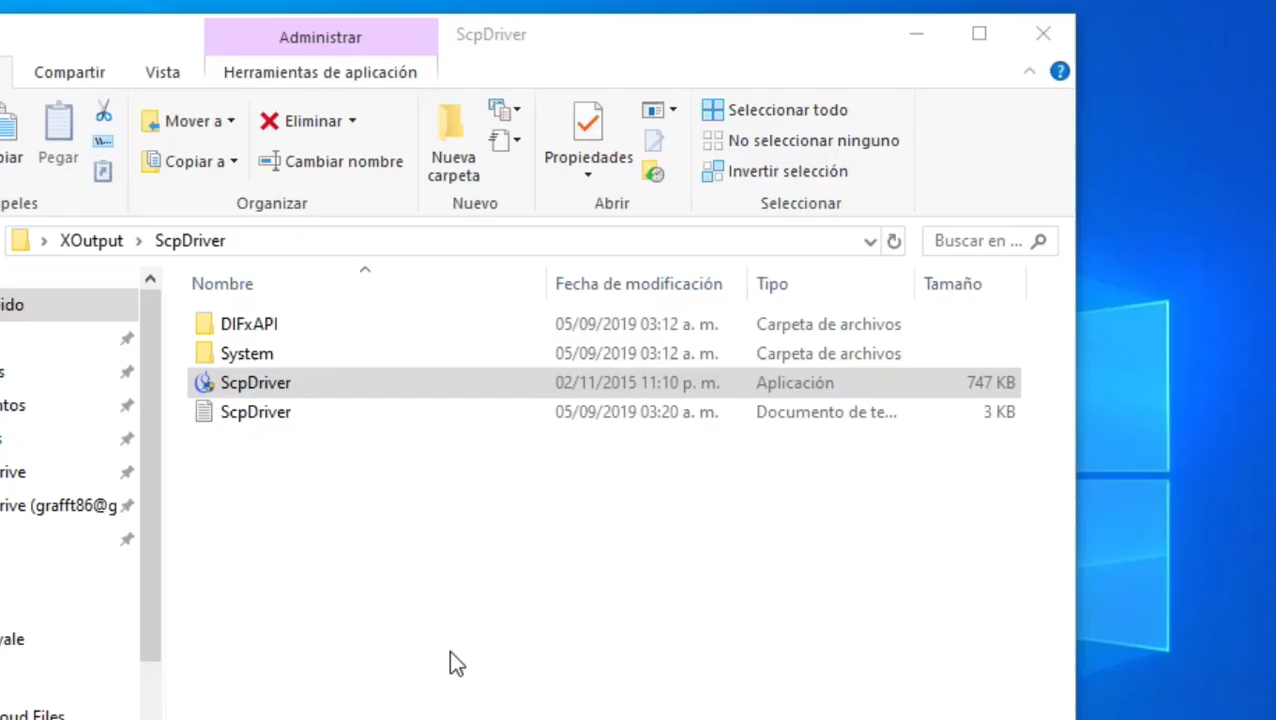 Administrar
ScpDriver
Compartir
Vista
Herramientas de aplicación
iar
Pegar
Mover a
Copiar a
Eliminar
Cambiar nombre
Nueva
carpeta
Propiedades
Seleccionar todo
No seleccionar ninguno
Invertir selección
peles
Organizar
Nuevo
Abrir
Seleccionar
XOutput
ScpDriver
Buscar en ...
Nombre
Fecha de modificación
Tipo
Tamaño
ido
DIFxAPI
05/09/2019 03:12 a. m.
Carpeta de archivos
System
05/09/2019 03:12 a. m.
Carpeta de archivos
s
ScpDriver
02/11/2015 11:10 p. m.
Aplicación
747 KB
ntos
ScpDriver
05/09/2019 03:20 a. m.
Documento de te...
3 KB
s
rive
rive (grafft86@g
yale
oud Files